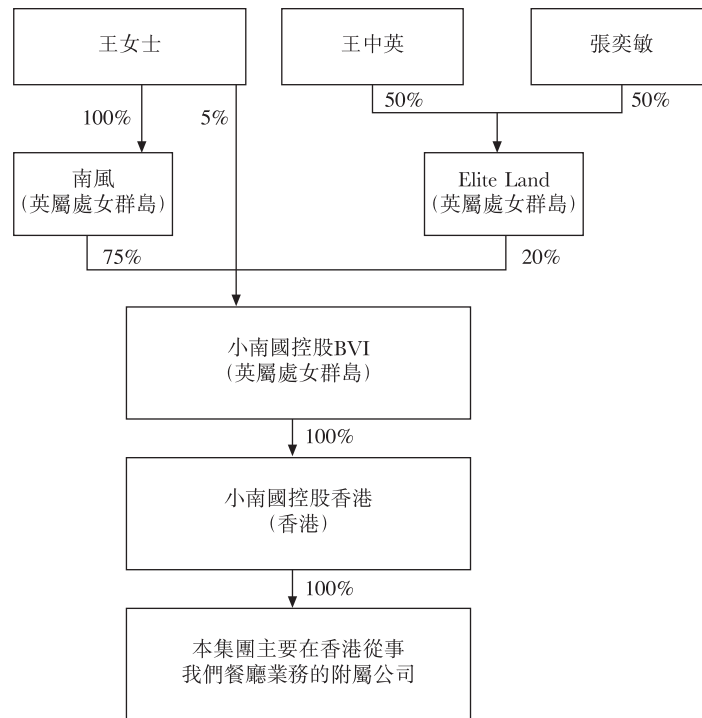 王女士
王中英
張奕敏
100%
5%
50%
50%
南風
(英屬處女群島)
Elite Land
(英屬處女群島)
75%
20%
小南國控股BVI
(英屬處女群島)
100%
小南國控股香港
(香港)
100%
本集團主要在香港從事
我們餐廳業務的附屬公司